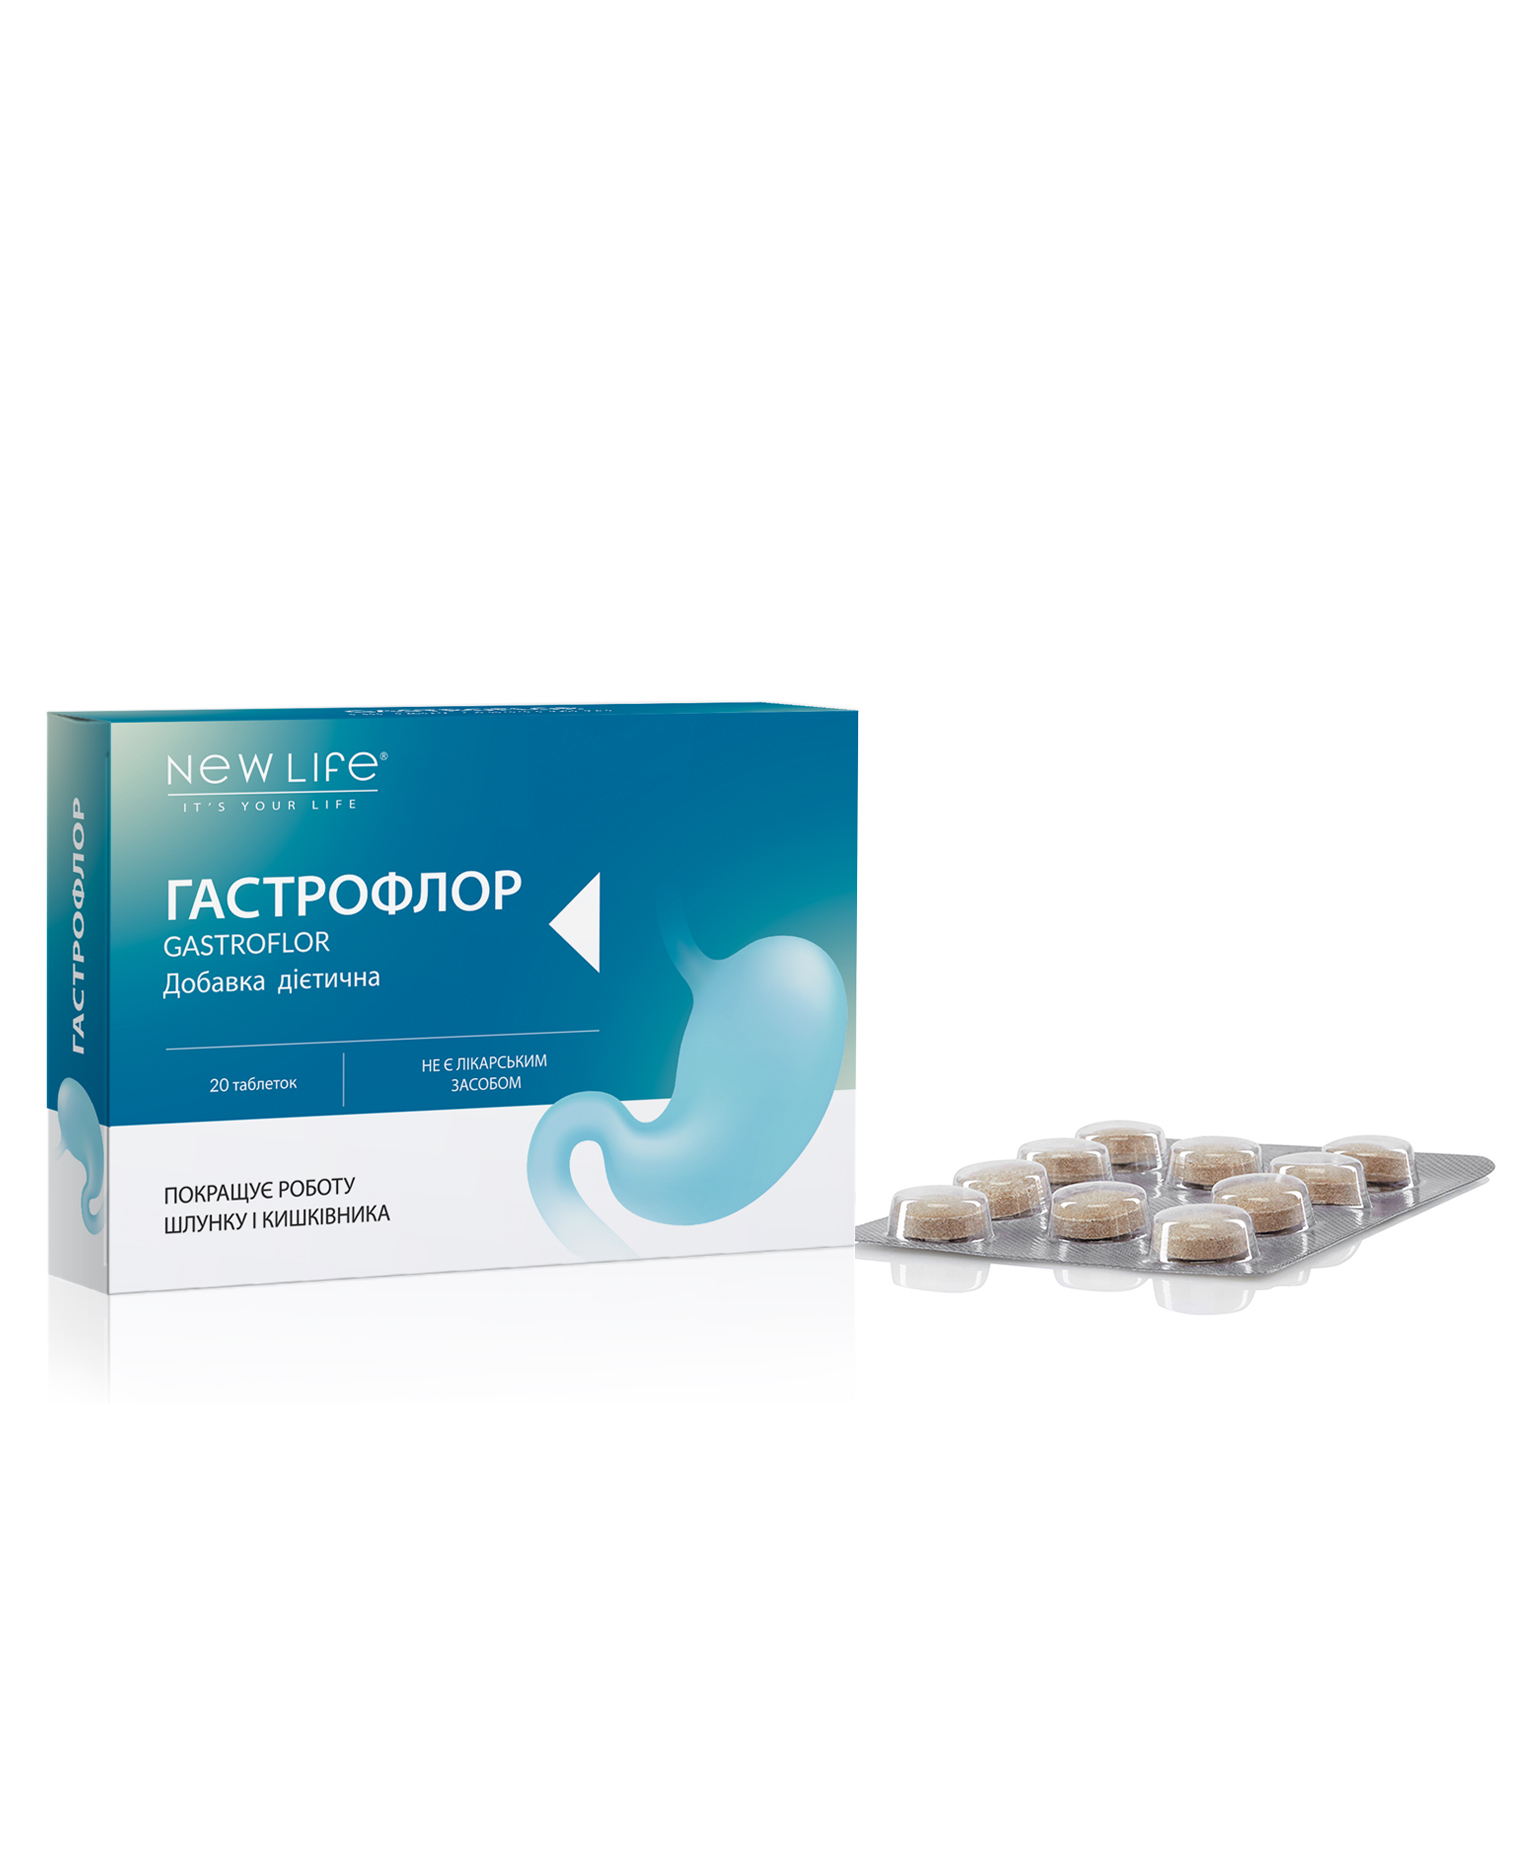 NEW LIFE®
IT'S YOUR LIFE
ГАСТРОФЛОР
GASTROFLOR
Добавка дієтична
20 таблеток
НЕ Є ЛІКАРСЬКИМ
ЗАСОБОМ
ПОКРАЩУЄ РОБОТУ
ШЛУНКУ І КИШКІВНИКА
ГАСТРОФЛОР